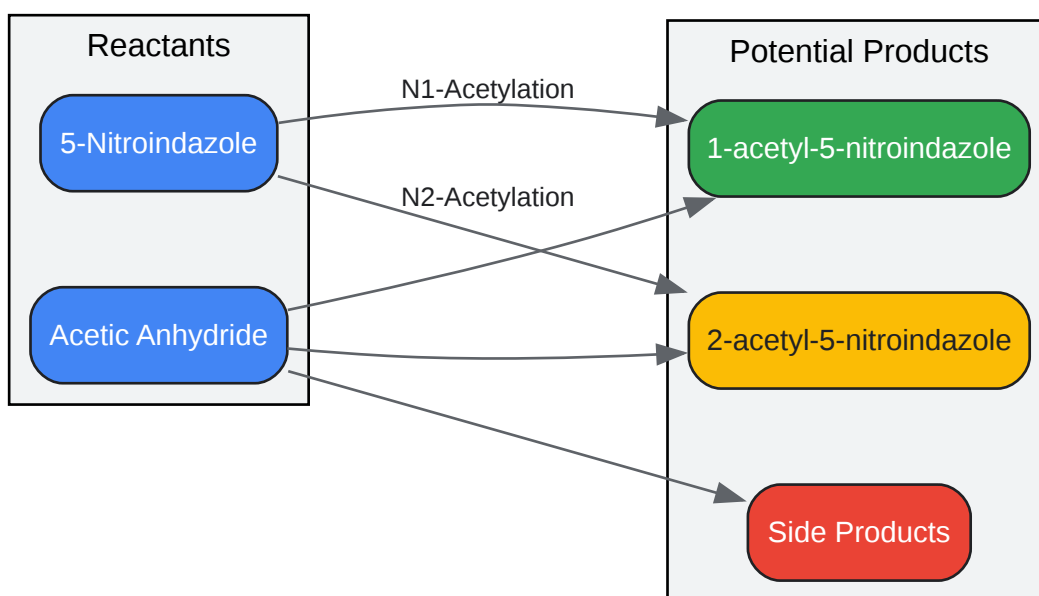 Reactants
5-Nitroindazole
Acetic Anhydride
N1-Acetylation
N2-Acetylation
Potential Products
1-acetyl-5-nitroindazole
2-acetyl-5-nitroindazole
Side Products